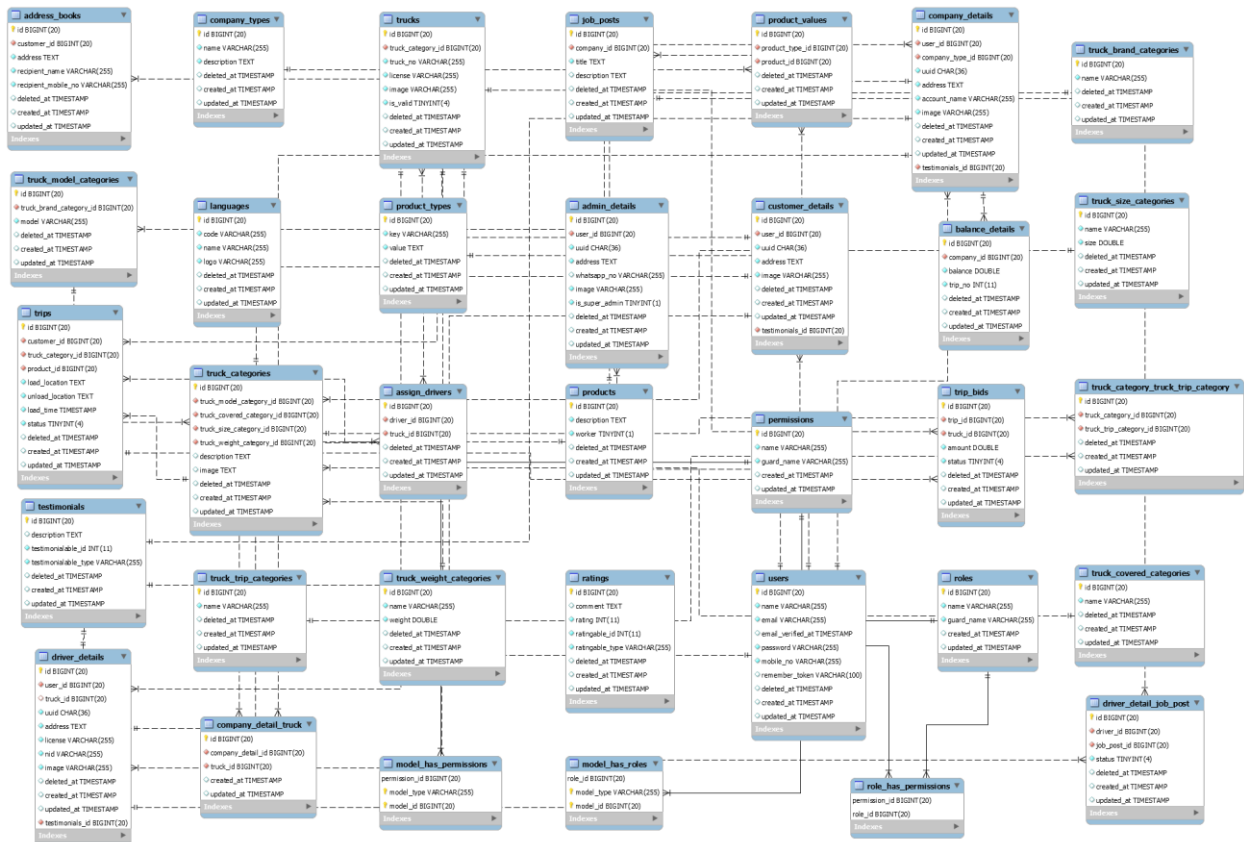 address_books
id BIGINT(20)
customer_id BIGINT(20)
address TEXT
recipient_name VARCHAR(255)
recipient_mobile_no VARCHAR(255)
deleted_at TIMESTAMP
created_at TIMESTAMP
updated_at TIMESTAMP
Indexes
company_types
id BIGINT(20)
name VARCHAR(255)
description TEXT
deleted_at TIMESTAMP
created_at TIMESTAMP
updated_at TIMESTAMP
Indexes
trucks
id BIGINT(20)
truck_category_id BIGINT(20)
truck_no VARCHAR(255)
license VARCHAR(255)
image VARCHAR(255)
is_valid TINYINT(4)
deleted_at TIMESTAMP
created_at TIMESTAMP
updated_at TIMESTAMP
Indexes
job_posts
id BIGINT(20)
company_id BIGINT(20)
title TEXT
description TEXT
deleted_at TIMESTAMP
created_at TIMESTAMP
updated_at TIMESTAMP
Indexes
product_values
id BIGINT(20)
product_type_id BIGINT(20)
product_id BIGINT(20)
deleted_at TIMESTAMP
created_at TIMESTAMP
updated_at TIMESTAMP
Indexes
company_details
id BIGINT(20)
user_id BIGINT(20)
company_type_id BIGINT(20)
uuid CHAR(36)
address TEXT
account_name VARCHAR(255)
image VARCHAR(255)
deleted_at TIMESTAMP
created_at TIMESTAMP
updated_at TIMESTAMP
testimonials_id BIGINT(20)
Indexes
truck_brand_categories
id BIGINT(20)
name VARCHAR(255)
deleted_at TIMESTAMP
created_at TIMESTAMP
updated_at TIMESTAMP
Indexes
truck_model_categories
id BIGINT(20)
truck_brand_category_id BIGINT(20)
model VARCHAR(255)
deleted_at TIMESTAMP
created_at TIMESTAMP
updated_at TIMESTAMP
Indexes
languages
id BIGINT(20)
code VARCHAR(255)
name VARCHAR(255)
logo VARCHAR(255)
deleted_at TIMESTAMP
created_at TIMESTAMP
updated_at TIMESTAMP
Indexes
product_types
id BIGINT(20)
key VARCHAR(255)
value TEXT
deleted_at TIMESTAMP
created_at TIMESTAMP
updated_at TIMESTAMP
Indexes
admin_details
id BIGINT(20)
user_id BIGINT(20)
uuid CHAR(36)
address TEXT
whatsapp_no VARCHAR(255)
image VARCHAR(255)
is_super_admin TINYINT(1)
deleted_at TIMESTAMP
created_at TIMESTAMP
updated_at TIMESTAMP
Indexes
customer_details
id BIGINT(20)
user_id BIGINT(20)
uuid CHAR(36)
address TEXT
image VARCHAR(255)
deleted_at TIMESTAMP
created_at TIMESTAMP
updated_at TIMESTAMP
testimonials_id BIGINT(20)
Indexes
balance_details
id BIGINT(20)
company_id BIGINT(20)
balance DOUBLE
trip_no INT(11)
deleted_at TIMESTAMP
created_at TIMESTAMP
updated_at TIMESTAMP
Indexes
truck_size_categories
id BIGINT(20)
name VARCHAR(255)
size DOUBLE
deleted_at TIMESTAMP
created_at TIMESTAMP
updated_at TIMESTAMP
Indexes
trips
id BIGINT(20)
customer_id BIGINT(20)
truck_category_id BIGINT(20)
product_id BIGINT(20)
load_location TEXT
unload_location TEXT
load_time TIMESTAMP
status TINYINT(4)
deleted_at TIMESTAMP
created_at TIMESTAMP
updated_at TIMESTAMP
Indexes
truck_categories
id BIGINT(20)
truck_model_category_id BIGINT(20)
truck_covered_category_id BIGINT(20)
truck_size_category_id BIGINT(20)
truck_weight_category_id BIGINT(20)
description TEXT
image TEXT
deleted_at TIMESTAMP
created_at TIMESTAMP
updated_at TIMESTAMP
Indexes
assign_drivers
id BIGINT(20)
driver_id BIGINT(20)
truck_id BIGINT(20)
deleted_at TIMESTAMP
created_at TIMESTAMP
updated_at TIMESTAMP
Indexes
products
id BIGINT(20)
description TEXT
worker TINYINT(1)
deleted_at TIMESTAMP
created_at TIMESTAMP
updated_at TIMESTAMP
Indexes
permissions
id BIGINT(20)
name VARCHAR(255)
guard_name VARCHAR(255)
created_at TIMESTAMP
updated_at TIMESTAMP
Indexes
trip_bids
id BIGINT(20)
trip_id BIGINT(20)
truck_id BIGINT(20)
amount DOUBLE
status TINYINT(4)
deleted_at TIMESTAMP
created_at TIMESTAMP
updated_at TIMESTAMP
Indexes
truck_category_truck_trip_category
id BIGINT(20)
truck_category_id BIGINT(20)
truck_trip_category_id BIGINT(20)
deleted_at TIMESTAMP
created_at TIMESTAMP
updated_at TIMESTAMP
Indexes
testimonials
id BIGINT(20)
description TEXT
testimonialable_id INT(11)
testimonialable_type VARCHAR(255)
deleted_at TIMESTAMP
created_at TIMESTAMP
updated_at TIMESTAMP
Indexes
truck_trip_categories
id BIGINT(20)
name VARCHAR(255)
deleted_at TIMESTAMP
created_at TIMESTAMP
updated_at TIMESTAMP
Indexes
truck_weight_categories
id BIGINT(20)
name VARCHAR(255)
weight DOUBLE
deleted_at TIMESTAMP
created_at TIMESTAMP
updated_at TIMESTAMP
Indexes
ratings
id BIGINT(20)
comment TEXT
rating INT(11)
ratingable_id INT(11)
ratingable_type VARCHAR(255)
deleted_at TIMESTAMP
created_at TIMESTAMP
updated_at TIMESTAMP
Indexes
users
id BIGINT(20)
name VARCHAR(255)
email VARCHAR(255)
email_verified_at TIMESTAMP
password VARCHAR(255)
mobile_no VARCHAR(255)
remember_token VARCHAR(100)
deleted_at TIMESTAMP
created_at TIMESTAMP
updated_at TIMESTAMP
Indexes
roles
id BIGINT(20)
name VARCHAR(255)
guard_name VARCHAR(255)
created_at TIMESTAMP
updated_at TIMESTAMP
Indexes
truck_covered_categories
id BIGINT(20)
name VARCHAR(255)
deleted_at TIMESTAMP
created_at TIMESTAMP
updated_at TIMESTAMP
Indexes
driver_details
id BIGINT(20)
user_id BIGINT(20)
truck_id BIGINT(20)
uuid CHAR(36)
address TEXT
license VARCHAR(255)
nid VARCHAR(255)
image VARCHAR(255)
deleted_at TIMESTAMP
created_at TIMESTAMP
updated_at TIMESTAMP
testimonials_id BIGINT(20)
Indexes
company_detail_truck
id BIGINT(20)
company_detail_id BIGINT(20)
truck_id BIGINT(20)
created_at TIMESTAMP
updated_at TIMESTAMP
Indexes
model_has_permissions
permission_id BIGINT(20)
model_type VARCHAR(255)
model_id BIGINT(20)
Indexes
model_has_roles
role_id BIGINT(20)
model_type VARCHAR(255)
model_id BIGINT(20)
Indexes
role_has_permissions
permission_id BIGINT(20)
role_id BIGINT(20)
Indexes
driver_detail_job_post
id BIGINT(20)
driver_id BIGINT(20)
job_post_id BIGINT(20)
status TINYINT(4)
deleted_at TIMESTAMP
created_at TIMESTAMP
updated_at TIMESTAMP
Indexes